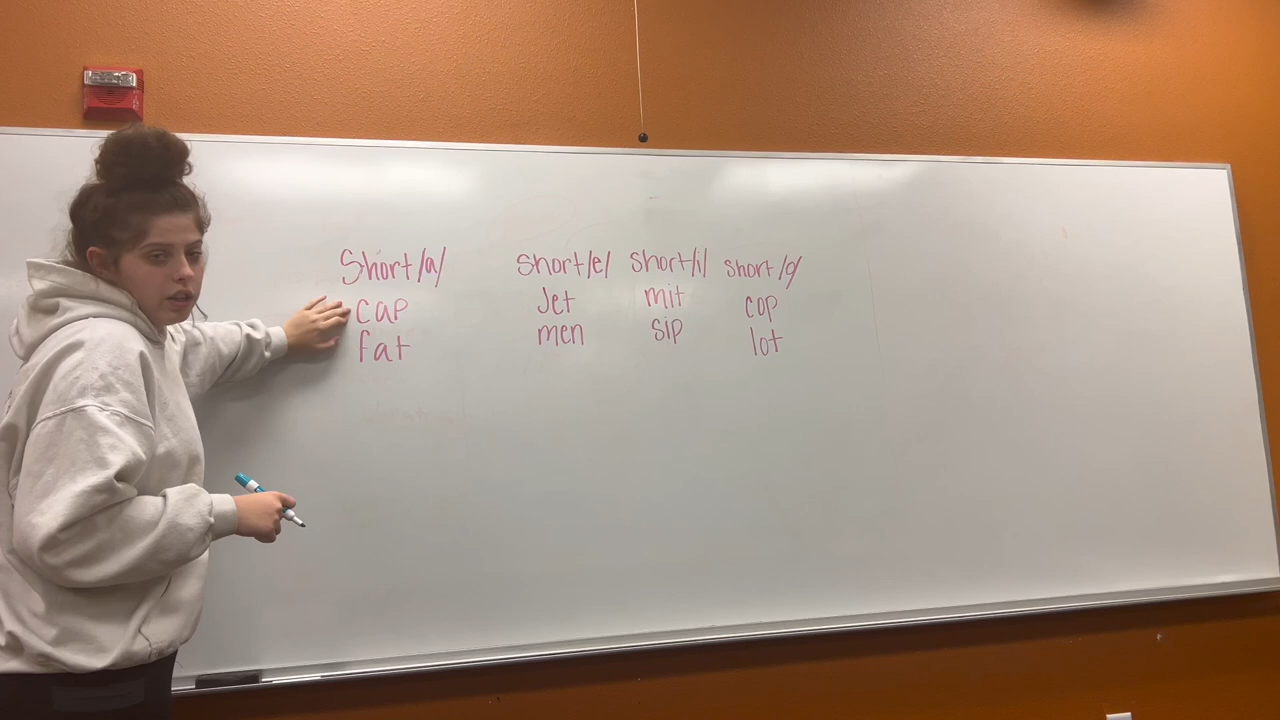 Short/a/ short/e/ short/i/ short/o/
cap Jet mit cop
fat men sip lot